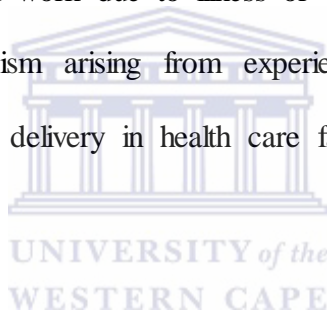 work due to illness or
ism arising from experie
delivery in health care f
UNIVERSITY of the
WESTERN CAPE